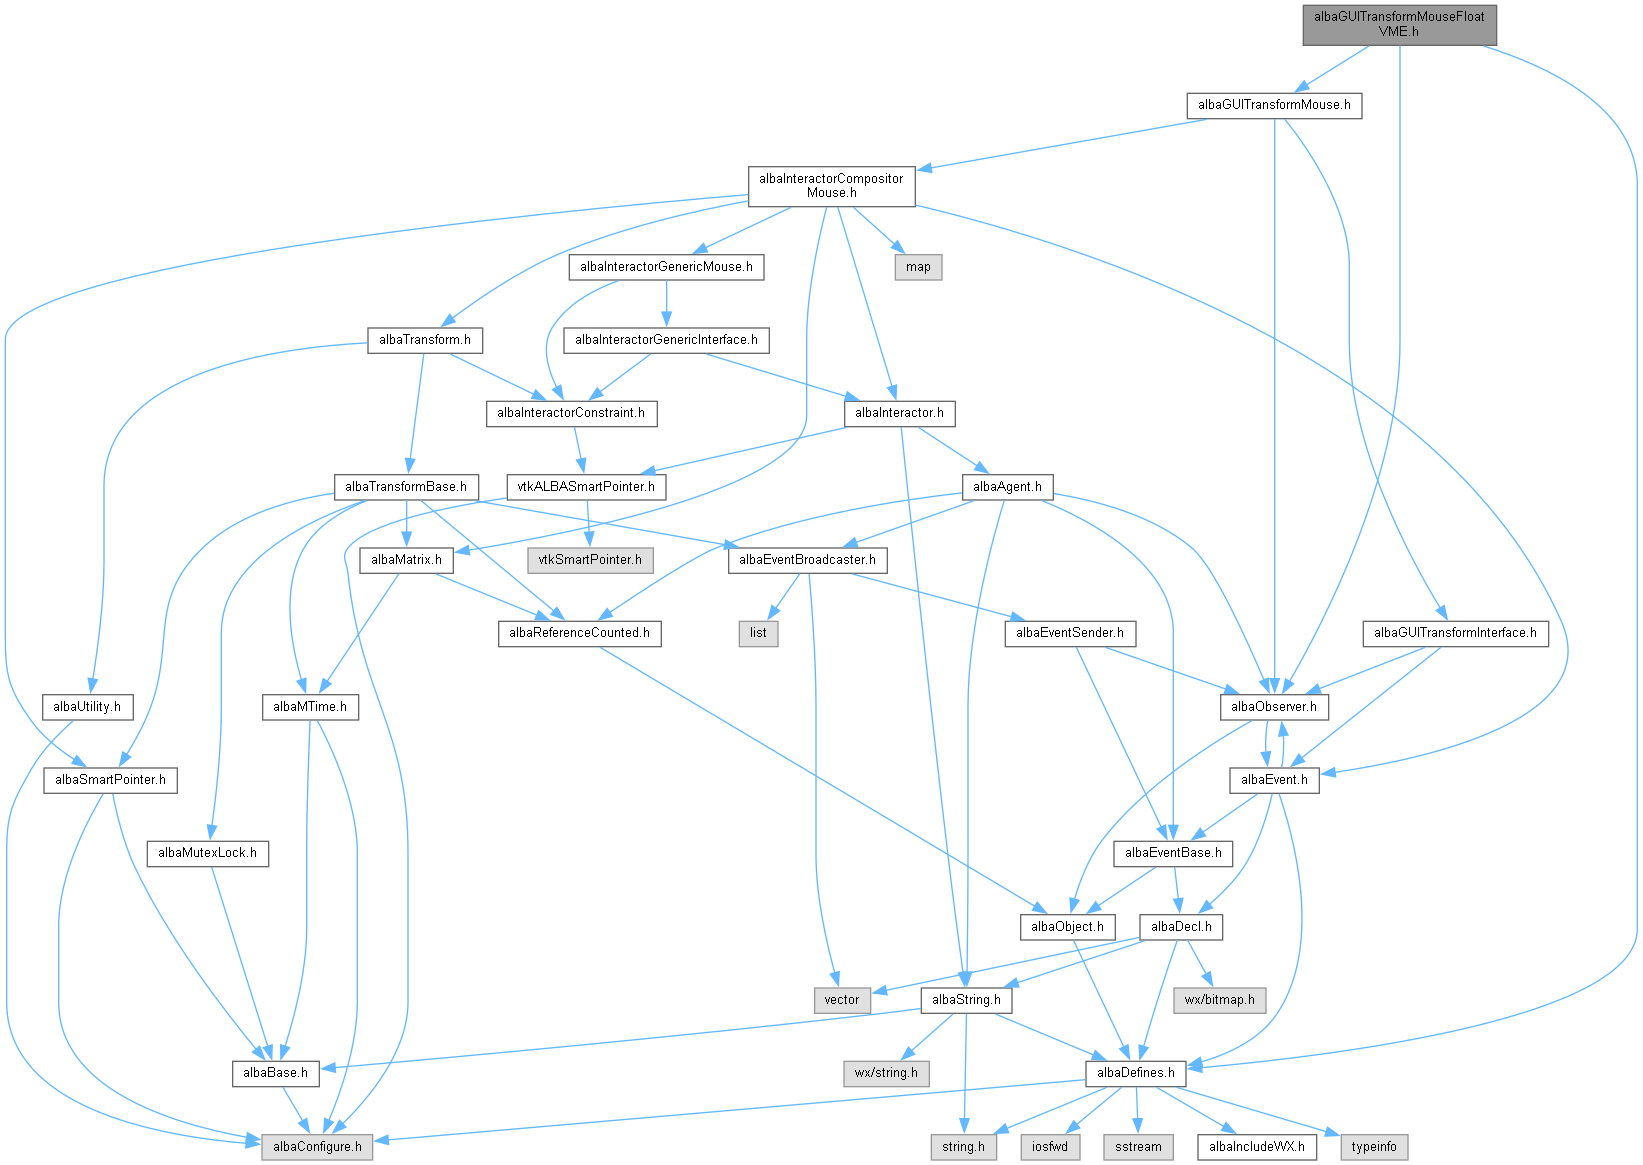 albaGUITransformMouseFloat
VME.h
albaGUITransformMouse.h
albaInteractorCompositor
Mouse.h
albaInteractorGenericMouse.h
map
albaTransform.h
albaInteractorGenericInterface.h
albaInteractorConstraint.h
albaInteractor.h
albaTransformBase.h
vtkALBASmartPointer.h
albaAgent.h
albaMatrix.h
vtkSmartPointer.h
albaEventBroadcaster.h
albaReferenceCounted.h
list
albaEventSender.h
albaGUITransformInterface.h
albaUtility.h
albaMTime.h
albaObserver.h
albaSmartPointer.h
albaEvent.h
albaMutexLock.h
albaEventBase.h
albaObject.h
albaDecl.h
vector
albaString.h
wx/bitmap.h
albaBase.h
wx/string.h
albaDefines.h
albaConfigure.h
string.h
iosfwd
sstream
albaIncludeWX.h
typeinfo